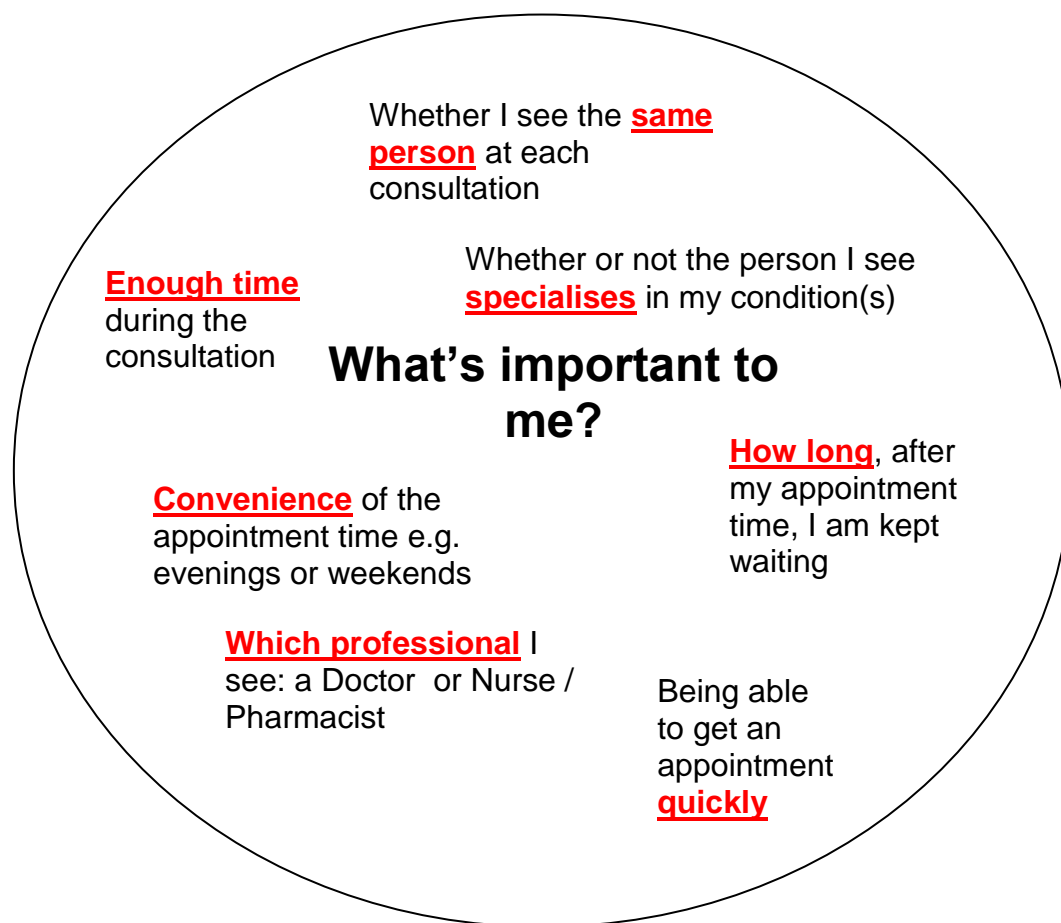 Whether I see the same
person at each
consultation
Whether or not the person I see
specialises in my condition(s)
Enough time
during the
consultation
What’s important to
me?
How long, after
my appointment
time, I am kept
waiting
Convenience of the
appointment time e.g.
evenings or weekends
Which professional I
see: a Doctor  or Nurse /
Pharmacist
Being able
to get an
appointment
quickly